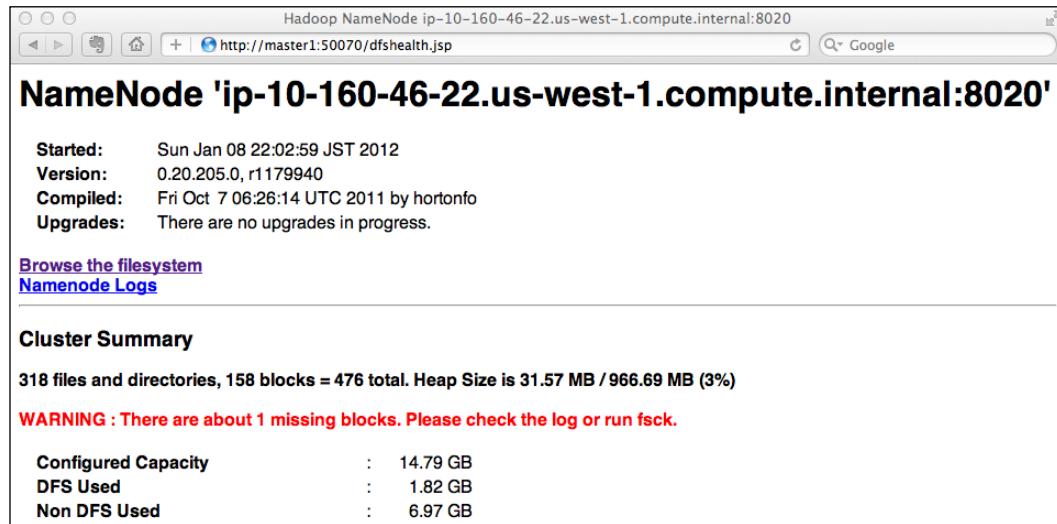 Hadoop NameNode ip-10-160-46-22.us-west-1.compute.internal:8020
http://master1:50070/dfshealth.jsp
Google
NameNode 'ip-10-160-46-22.us-west-1.compute.internal:8020'
Started: Sun Jan 08 22:02:59 JST 2012
Version: 0.20.205.0, r1179940
Compiled: Fri Oct 7 06:26:14 UTC 2011 by hortonfo
Upgrades: There are no upgrades in progress.
Browse the filesystem
Namenode Logs
Cluster Summary
318 files and directories, 158 blocks = 476 total. Heap Size is 31.57 MB / 966.69 MB (3%)
WARNING : There are about 1 missing blocks. Please check the log or run fsck.
Configured Capacity : 14.79 GB
DFS Used : 1.82 GB
Non DFS Used : 6.97 GB